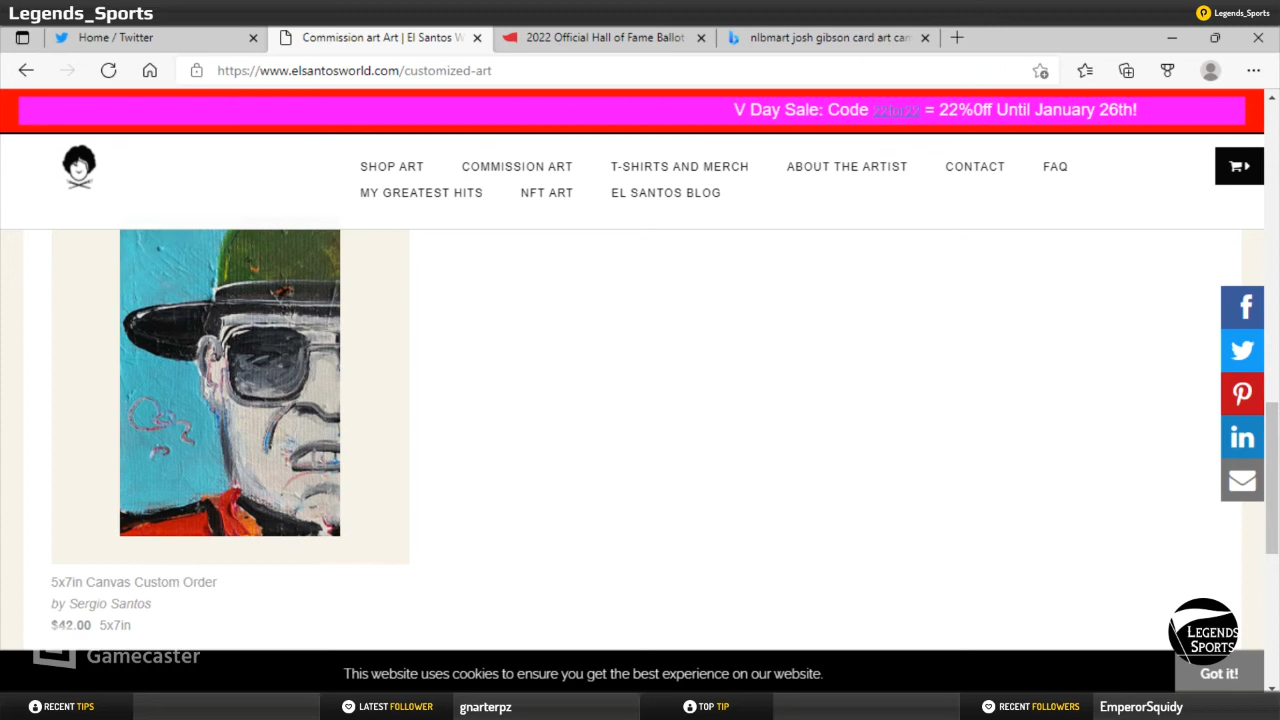 Legends_Sports
Legends_Sports
Home / Twitter
Commission art Art | El Santos W
2022 Official Hall of Fame Ballot
nlbmart josh gibson card art car
https://www.elsantosworld.com/customized-art
V Day Sale: Code 22for22 = 22%0ff Until January 26th!
SHOP ART COMMISSION ART T-SHIRTS AND MERCH ABOUT THE ARTIST CONTACT FAQ
MY GREATEST HITS NFT ART EL SANTOS BLOG
5x7in Canvas Custom Order
by Sergio Santos
$42.00 5x7in
LEGENDS
SPORTS
Gamecaster
This website uses cookies to ensure you get the best experience on our website.
Got it!
RECENT TIPS
LATEST FOLLOWER gnarterpz
TOP TIP
RECENT FOLLOWERS EmperorSquidy